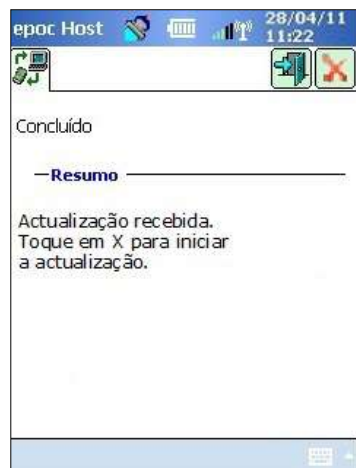 epoc Host
28/04/11
11:22
Concluído
Resumo
Actualização recebida.
Toque em X para iniciar
a actualização.